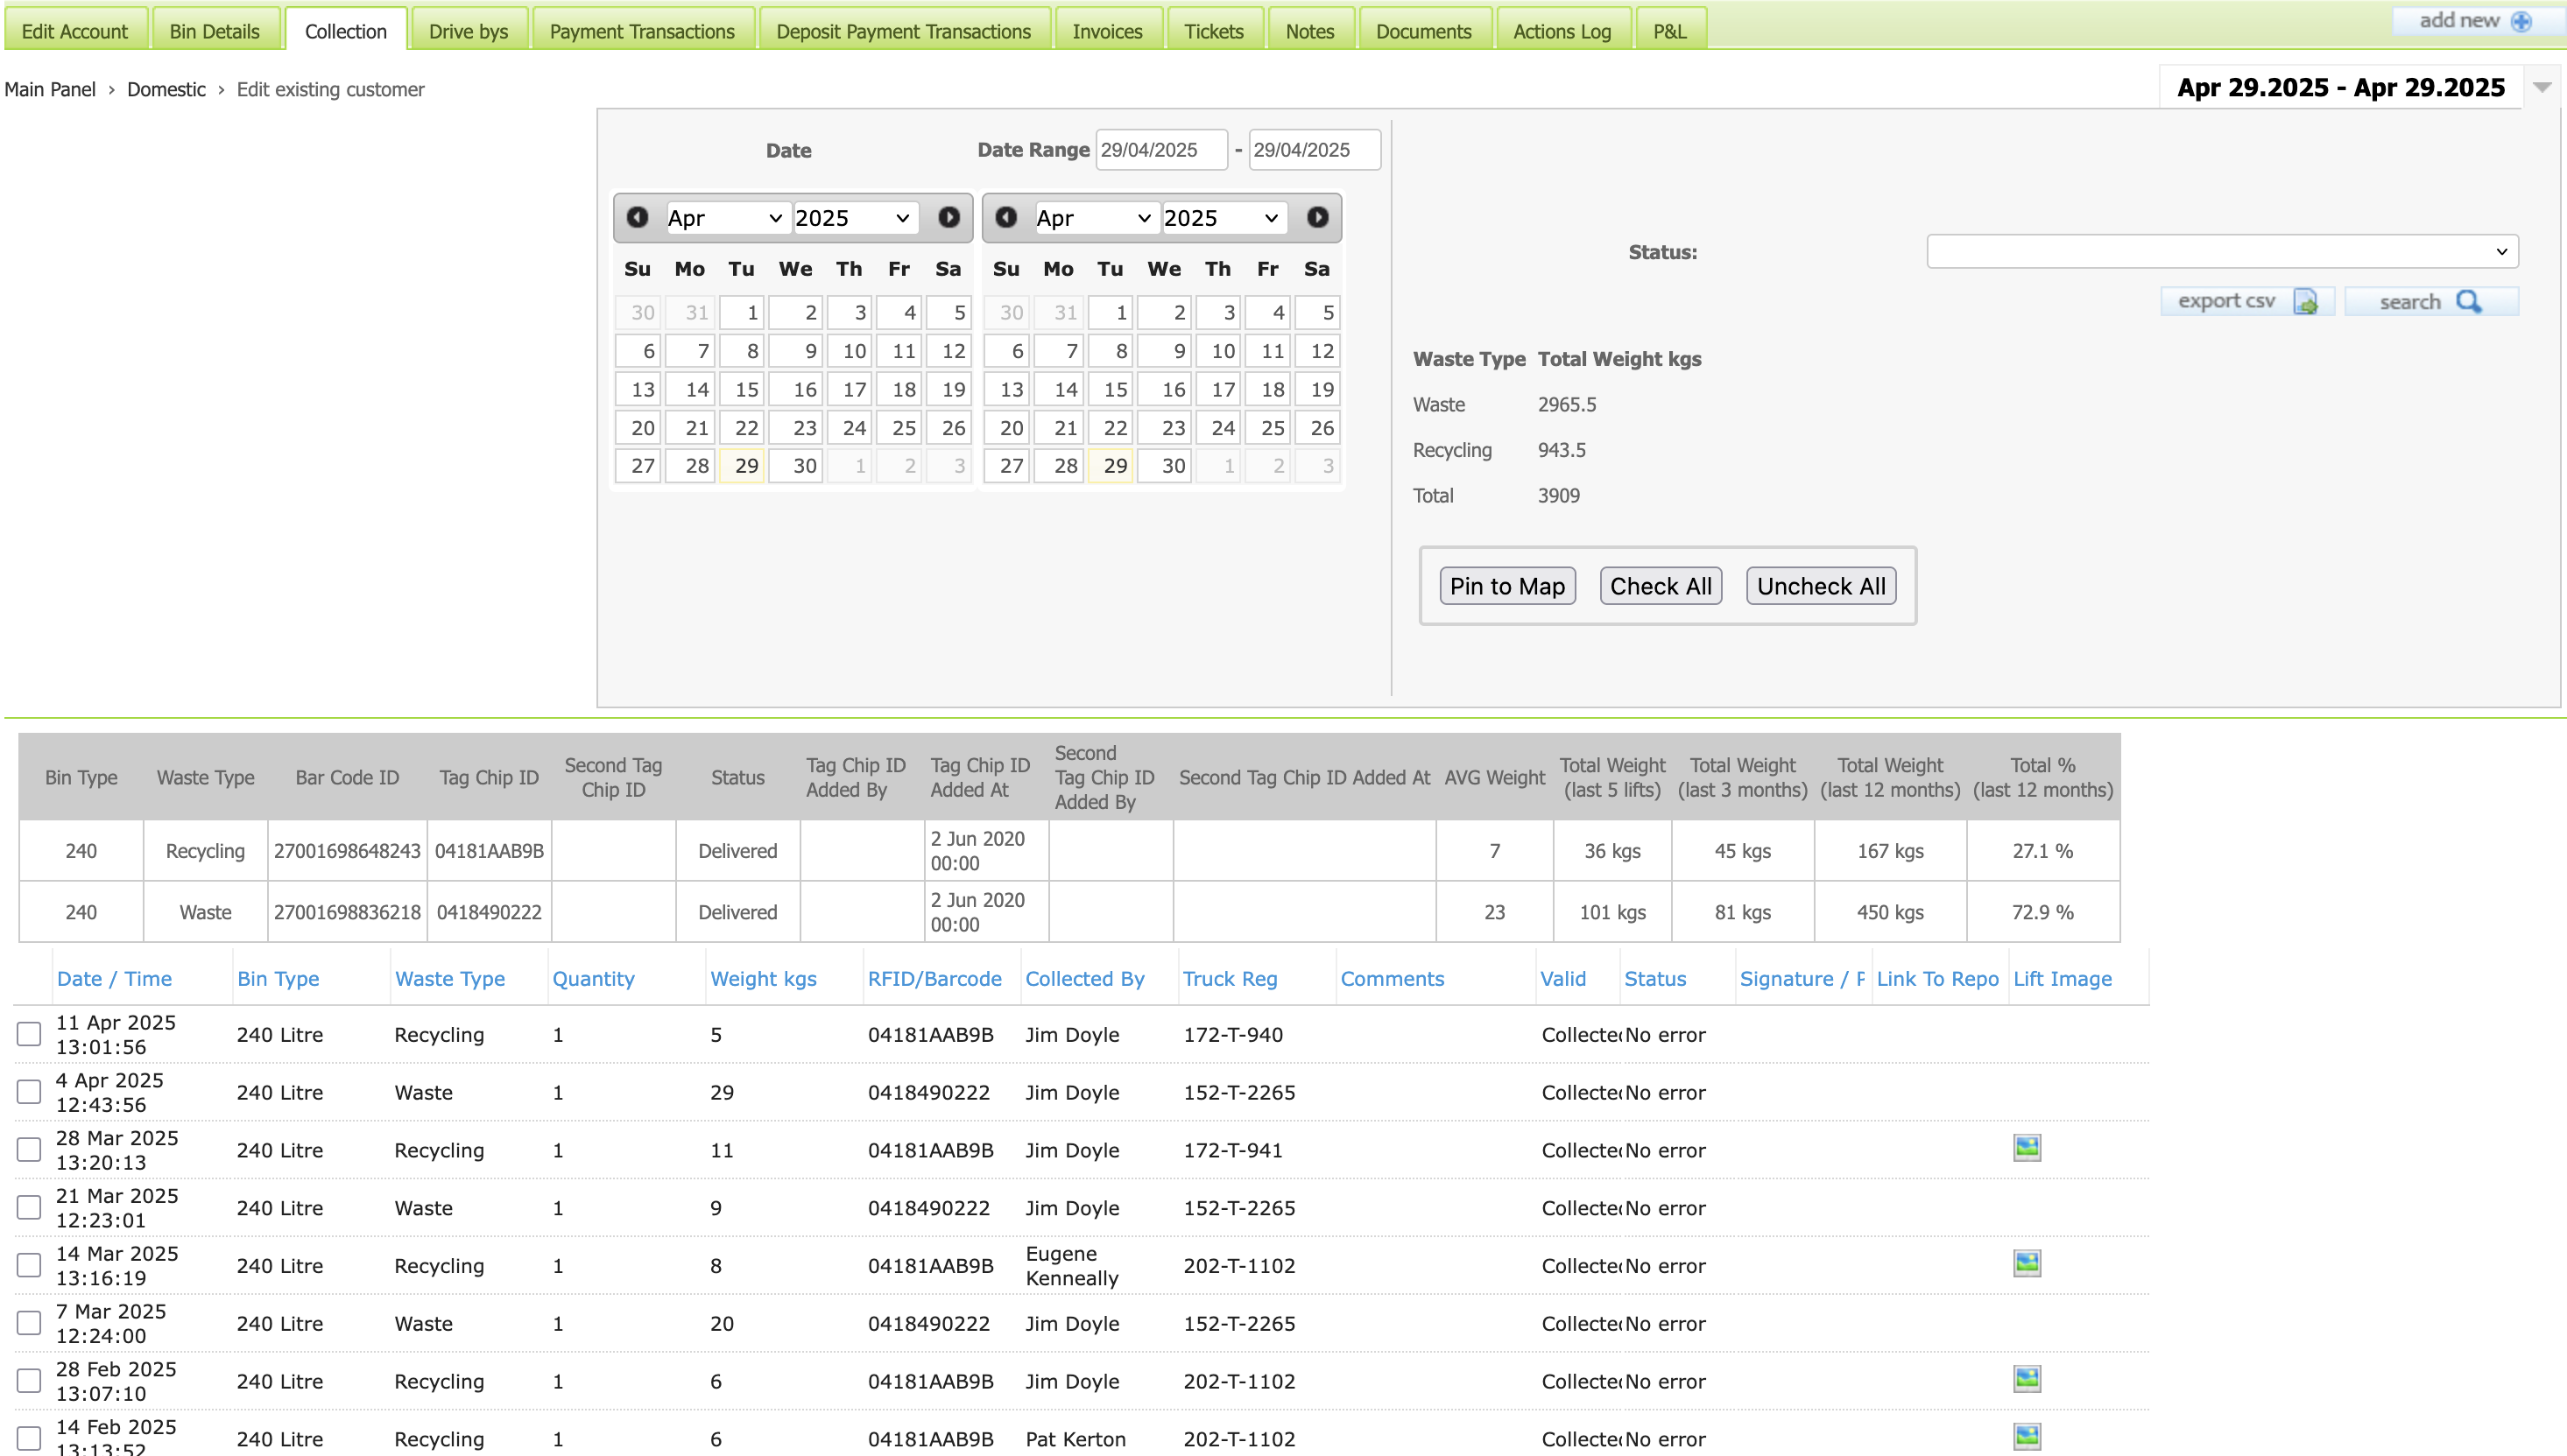 Edit Account Bin Details Collection Drive bys Payment Transactions Deposit Payment Transactions Invoices Tickets Notes Documents Actions Log P&L add new
Main Panel › Domestic › Edit existing customer Apr 29.2025 - Apr 29.2025
Date Date Range 29/04/2025 - 29/04/2025
Apr 2025 Apr 2025
Su Mo Tu We Th Fr Sa Su Mo Tu We Th Fr Sa
30 31 1 2 3 4 5 30 31 1 2 3 4 5
6 7 8 9 10 11 12 6 7 8 9 10 11 12
13 14 15 16 17 18 19 13 14 15 16 17 18 19
20 21 22 23 24 25 26 20 21 22 23 24 25 26
27 28 29 30 1 2 3 27 28 29 30 1 2 3
Status:
export csv search
Waste Type Total Weight kgs
Waste 2965.5
Recycling 943.5
Total 3909
Pin to Map Check All Uncheck All
Bin Type Waste Type Bar Code ID Tag Chip ID Second Tag Chip ID Status Tag Chip ID Added By Tag Chip ID Added At Second Tag Chip ID Added By Second Tag Chip ID Added At AVG Weight Total Weight (last 5 lifts) Total Weight (last 3 months) Total Weight (last 12 months) Total % (last 12 months)
240 Recycling 27001698648243 04181AAB9B Delivered 2 Jun 2020 00:00 7 36 kgs 45 kgs 167 kgs 27.1 %
240 Waste 27001698836218 0418490222 Delivered 2 Jun 2020 00:00 23 101 kgs 81 kgs 450 kgs 72.9 %
Date / Time Bin Type Waste Type Quantity Weight kgs RFID/Barcode Collected By Truck Reg Comments Valid Status Signature / P Link To Repo Lift Image
11 Apr 2025 13:01:56 240 Litre Recycling 1 5 04181AAB9B Jim Doyle 172-T-940 Collected No error
4 Apr 2025 12:43:56 240 Litre Waste 1 29 0418490222 Jim Doyle 152-T-2265 Collected No error
28 Mar 2025 13:20:13 240 Litre Recycling 1 11 04181AAB9B Jim Doyle 172-T-941 Collected No error
21 Mar 2025 12:23:01 240 Litre Waste 1 9 0418490222 Jim Doyle 152-T-2265 Collected No error
14 Mar 2025 13:16:19 240 Litre Recycling 1 8 04181AAB9B Eugene Kenneally 202-T-1102 Collected No error
7 Mar 2025 12:24:00 240 Litre Waste 1 20 0418490222 Jim Doyle 152-T-2265 Collected No error
28 Feb 2025 13:07:10 240 Litre Recycling 1 6 04181AAB9B Jim Doyle 202-T-1102 Collected No error
14 Feb 2025 13:13:52 240 Litre Recycling 1 6 04181AAB9B Pat Kerton 202-T-1102 Collected No error